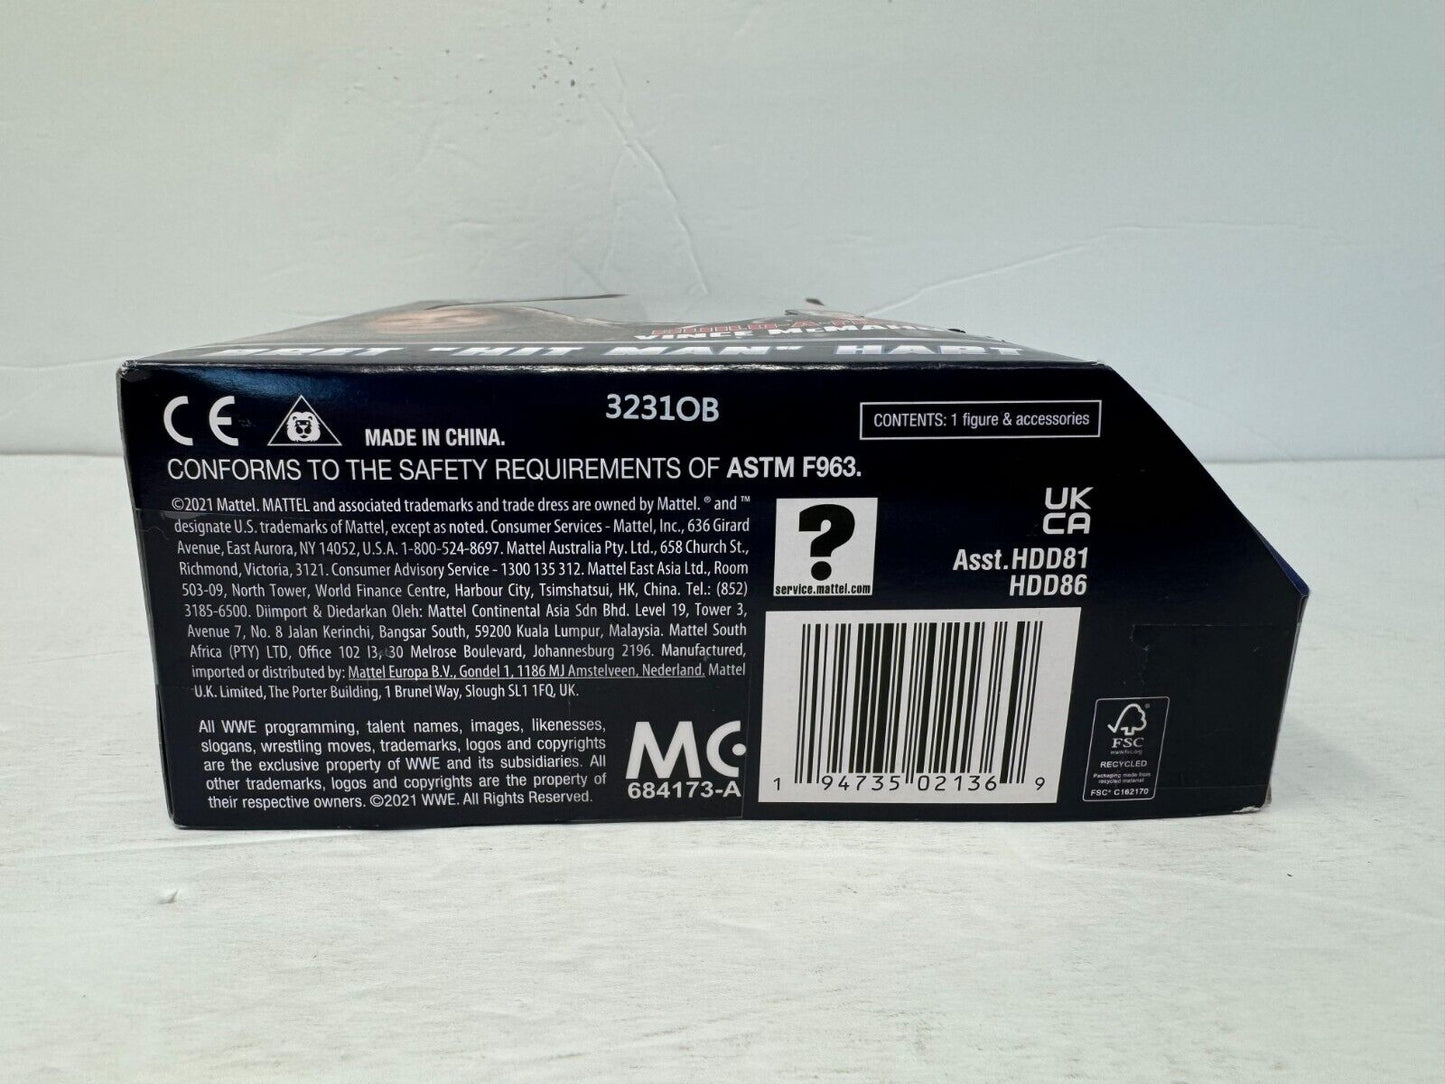 VINCE McMAHON
BRET "HIT MAN" HART
CE
MADE IN CHINA.
3231OB
CONTENTS: 1 figure & accessories
CONFORMS TO THE SAFETY REQUIREMENTS OF ASTM F963.
©2021 Mattel. MATTEL and associated trademarks and trade dress are owned by Mattel. ® and ™
designate U.S. trademarks of Mattel, except as noted. Consumer Services - Mattel, Inc., 636 Girard
Avenue, East Aurora, NY 14052, U.S.A. 1-800-524-8697. Mattel Australia Pty. Ltd., 658 Church St.,
Richmond, Victoria, 3121. Consumer Advisory Service - 1300 135 312. Mattel East Asia Ltd., Room
503-09, North Tower, World Finance Centre, Harbour City, Tsimshatsui, HK, China. Tel.: (852)
3185-6500. Diimport & Diedarkan Oleh: Mattel Continental Asia Sdn Bhd. Level 19, Tower 3,
Avenue 7, No. 8 Jalan Kerinchi, Bangsar South, 59200 Kuala Lumpur, Malaysia. Mattel South
Africa (PTY) LTD, Office 102 I3, 30 Melrose Boulevard, Johannesburg 2196. Manufactured,
imported or distributed by: Mattel Europa B.V., Gondel 1, 1186 MJ Amstelveen, Nederland. Mattel
U.K. Limited, The Porter Building, 1 Brunel Way, Slough SL1 1FQ, UK.
All WWE programming, talent names, images, likenesses,
slogans, wrestling moves, trademarks, logos and copyrights
are the exclusive property of WWE and its subsidiaries. All
other trademarks, logos and copyrights are the property of
their respective owners. ©2021 WWE. All Rights Reserved.
MC
684173-A
?
service.mattel.com
UK
CA
Asst.HDD81
HDD86
1 94735 02136 9
FSC
www.fsc.org
RECYCLED
Packaging made from
recycled material
FSC® C162170